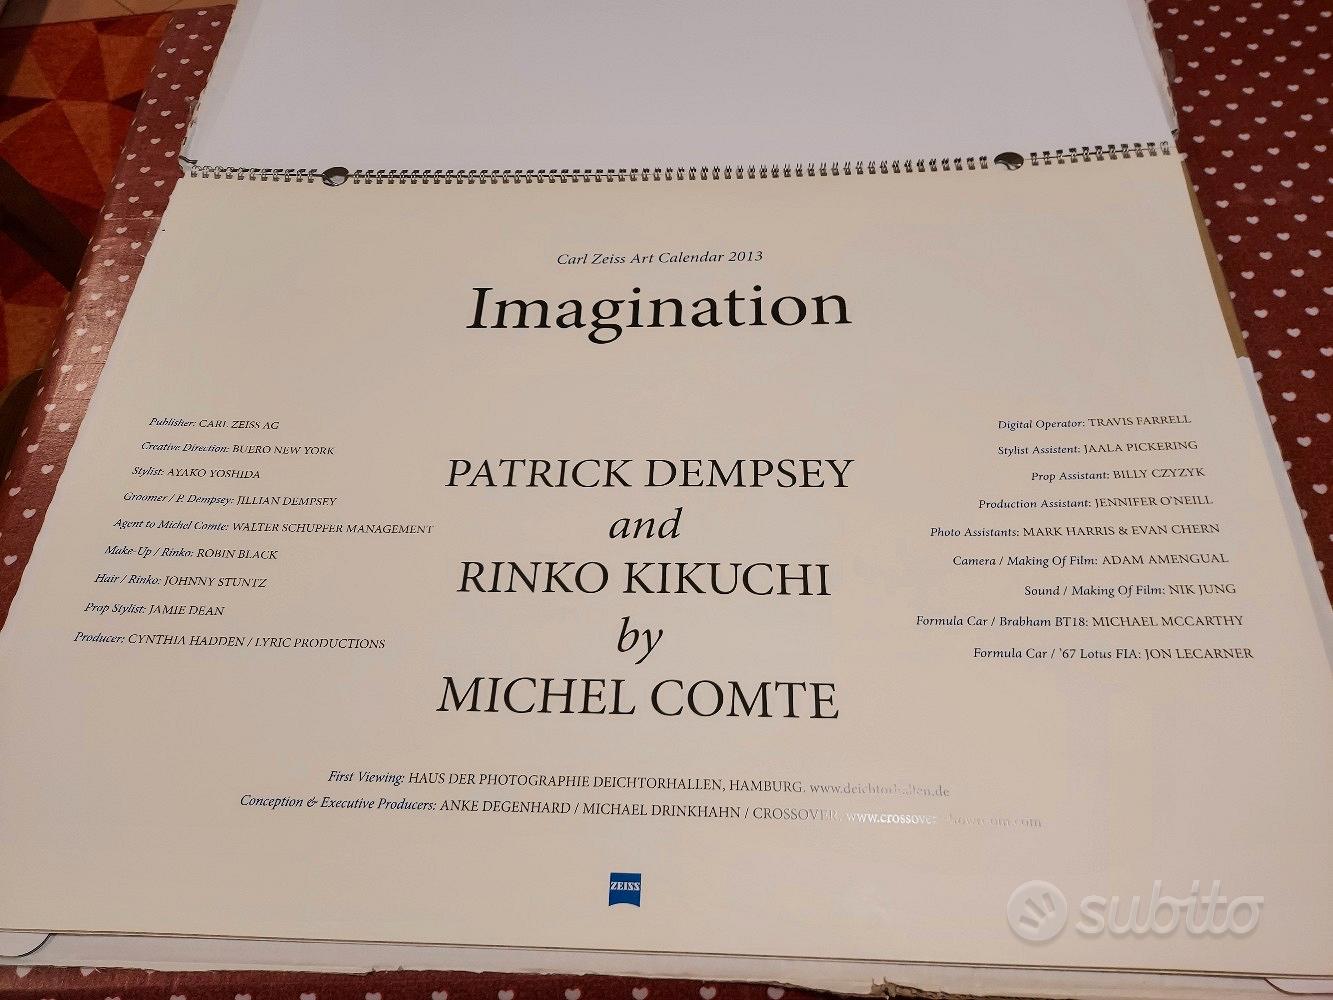 Carl Zeiss Art Calendar 2013
Imagination
Publisher: CARL ZEISS AG
Creative Direction: BUERO NEW YORK
Stylist: AYAKO YOSHIDA
Groomer / P. Dempsey: JILLIAN DEMPSEY
Agent to Michel Comte: WALTER SCHUPFER MANAGEMENT
Make-Up / Rinko: ROBIN BLACK
Hair / Rinko: JOHNNY STUNTZ
Prop Stylist: JAMIE DEAN
Producer: CYNTHIA HADDEN / LYRIC PRODUCTIONS
PATRICK DEMPSEY
and
RINKO KIKUCHI
by
MICHEL COMTE
Digital Operator: TRAVIS FARRELL
Stylist Assistent: JAALA PICKERING
Prop Assistant: BILLY CZYZYK
Production Assistant: JENNIFER O'NEILL
Photo Assistants: MARK HARRIS & EVAN CHERN
Camera / Making Of Film: ADAM AMENGUAL
Sound / Making Of Film: NIK JUNG
Formula Car / Brabham BT18: MICHAEL MCCARTHY
Formula Car / '67 Lotus FIA: JON LECARNER
First Viewing: HAUS DER PHOTOGRAPHIE DEICHTORHALLEN, HAMBURG. www.deichtorhallen.de
Conception & Executive Producers: ANKE DEGENHARD / MICHAEL DRINKHAHN / CROSSOVER,
ZEISS
subito